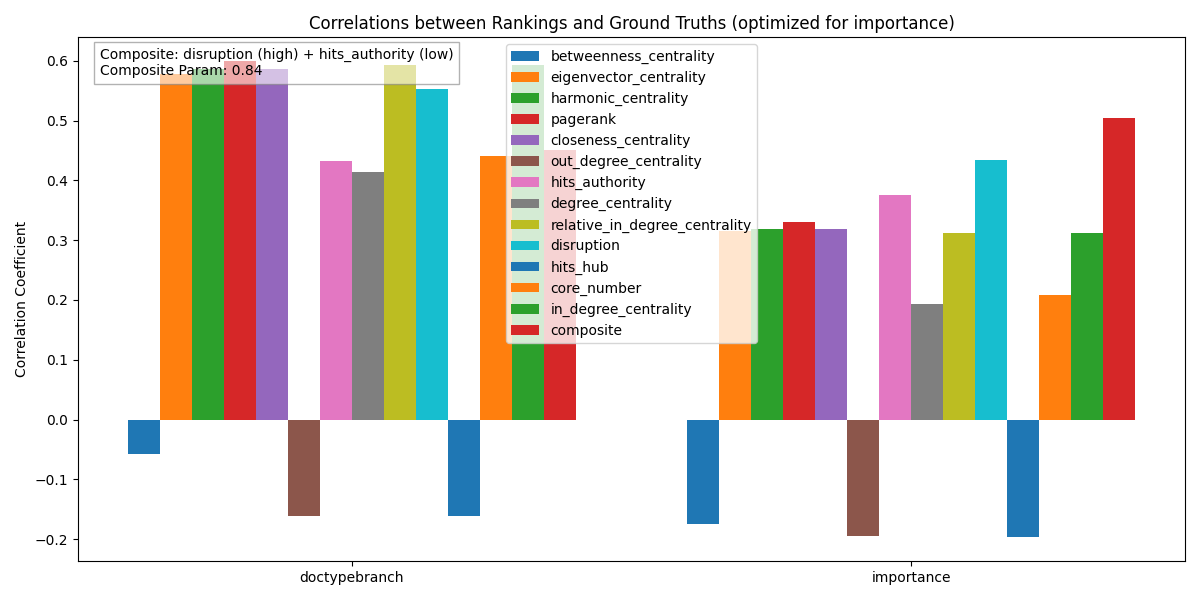 Correlations between Rankings and Ground Truths (optimized for importance)
Composite: disruption (high) + hits_authority (low)
Composite Param: 0.84
betweenness_centrality
eigenvector_centrality
harmonic_centrality
pagerank
closeness_centrality
out_degree_centrality
hits_authority
degree_centrality
relative_in_degree_centrality
disruption
hits_hub
core_number
in_degree_centrality
composite
Correlation Coefficient
0.6
0.5
0.4
0.3
0.2
0.1
0.0
−0.1
−0.2
doctypebranch
importance